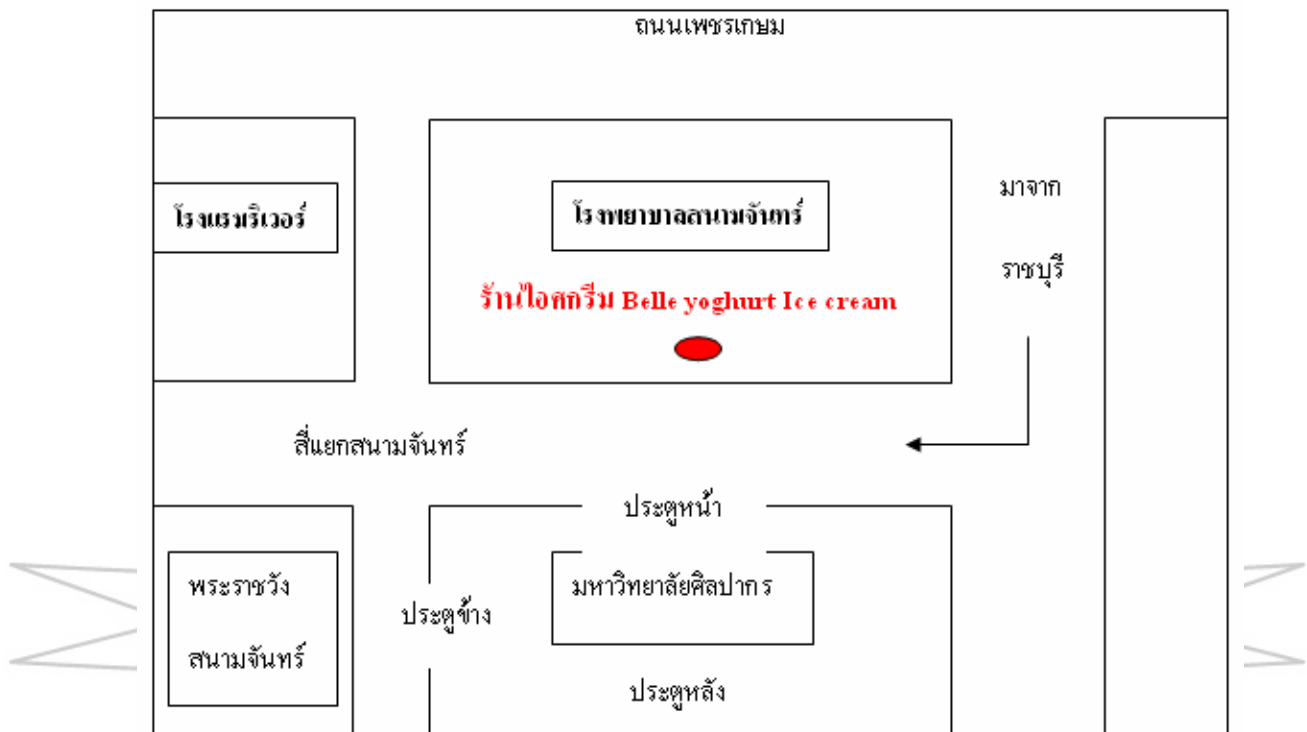 ถนนเพชรเกษม
มาจาก
โรงแรมริเวอร์
โรงพยาบาลสนามจันทร์
ราชบุรี
ร้านไอศกรีม Belle yoghurt Ice cream
สี่แยกสนามจันทร์
ประตูหน้า
พระราชวัง
มหาวิทยาลัยศิลปากร
ประตูข้าง
สนามจันทร์
ประตูหลัง